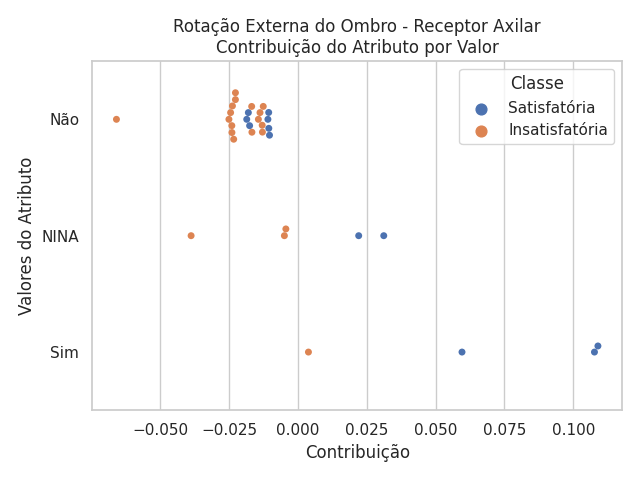 Rotação Externa do Ombro - Receptor Axilar
Contribuição do Atributo por Valor
Classe
Satisfatória
Insatisfatória
Valores do Atributo
Não
NINA
Sim
−0.050 −0.025 0.000 0.025 0.050 0.075 0.100
Contribuição